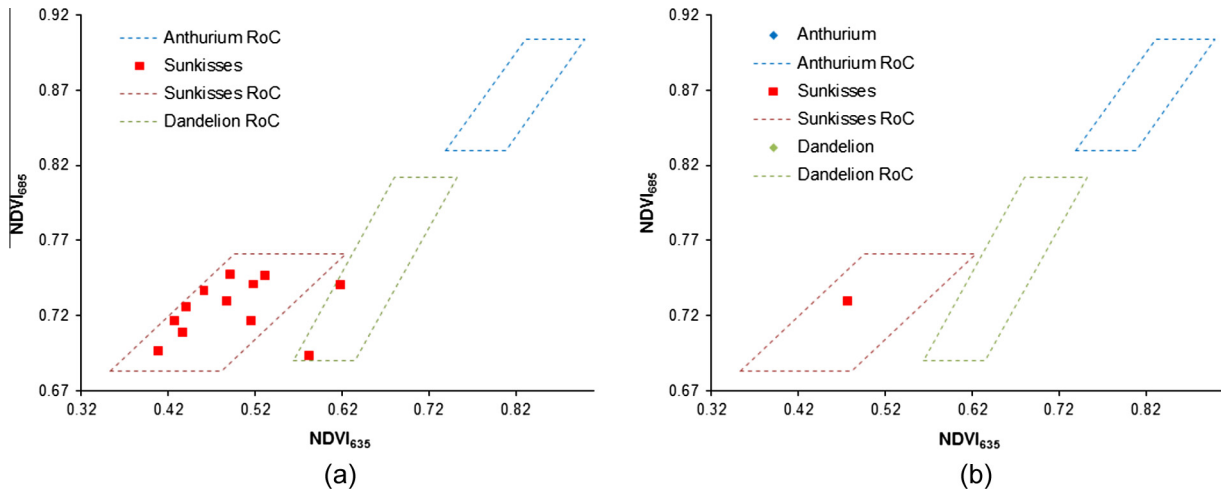 0.92
0.87
0.82
0.77
0.72
0.67
NDVI685
Anthurium RoC
Sunkisses
Sunkisses RoC
Dandelion RoC
0.32 0.42 0.52 0.62 0.72 0.82
NDVI635
(a)
0.92
0.87
0.82
0.77
0.72
0.67
NDVI685
Anthurium
Anthurium RoC
Sunkisses
Sunkisses RoC
Dandelion
Dandelion RoC
0.32 0.42 0.52 0.62 0.72 0.82
NDVI635
(b)